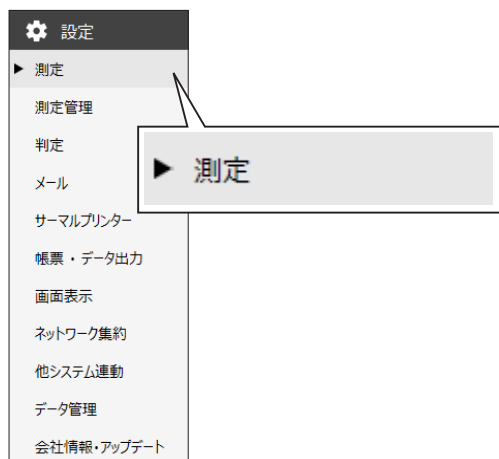 設定
▶ 測定
測定管理
判定
▶ 測定
メール
サーマルプリンター
帳票・データ出力
画面表示
ネットワーク集約
他システム連動
データ管理
会社情報・アップデート